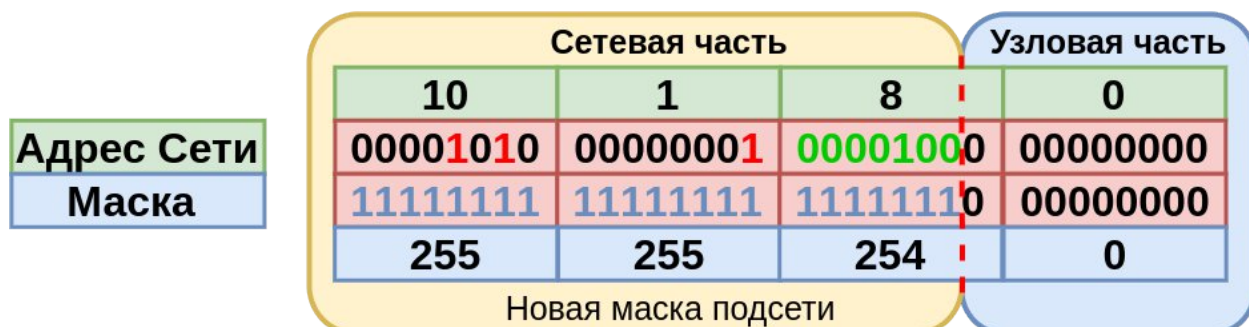 Сетевая часть Узловая часть
10 1 8 0
Адрес Сети 00001010 00000001 00001000 00000000
Маска 11111111 11111111 11111110 00000000
255 255 254 0
Новая маска подсети